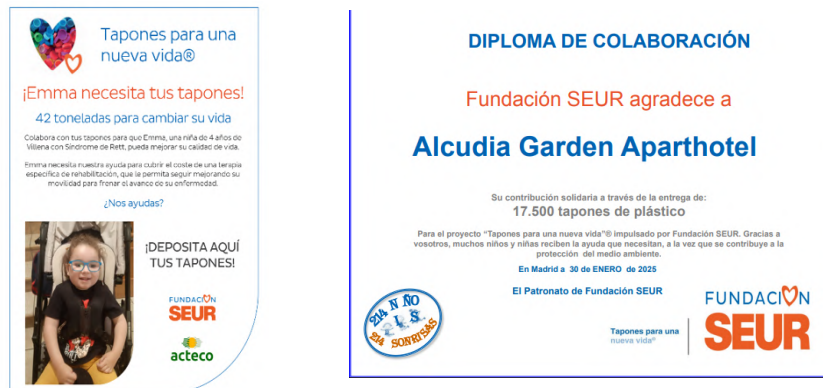 Tapones para una
nueva vida®
¡Emma necesita tus tapones!
42 toneladas para cambiar su vida
Colabora con tus tapones para que Emma, una niña de 4 años de
Villena con Síndrome de Rett, pueda mejorar su calidad de vida.
Emma necesita nuestra ayuda para cubrir el coste de una terapia
específica de rehabilitación, que le permita seguir mejorando su
movilidad para frenar el avance de su enfermedad.
¿Nos ayudas?
¡DEPOSITA AQUÍ
TUS TAPONES!
FUNDACIÓN
SEUR
acteco
DIPLOMA DE COLABORACIÓN
Fundación SEUR agradece a
Alcudia Garden Aparthotel
Su contribución solidaria a través de la entrega de:
17.500 tapones de plástico
Para el proyecto “Tapones para una nueva vida”® impulsado por Fundación SEUR. Gracias a
vosotros, muchos niños y niñas reciben la ayuda que necesitan, a la vez que se contribuye a la
protección del medio ambiente.
En Madrid a 30 de ENERO de 2025
El Patronato de Fundación SEUR
214
SONRISAS
Tapones para una
nueva vida®
FUNDACIÓN
SEUR